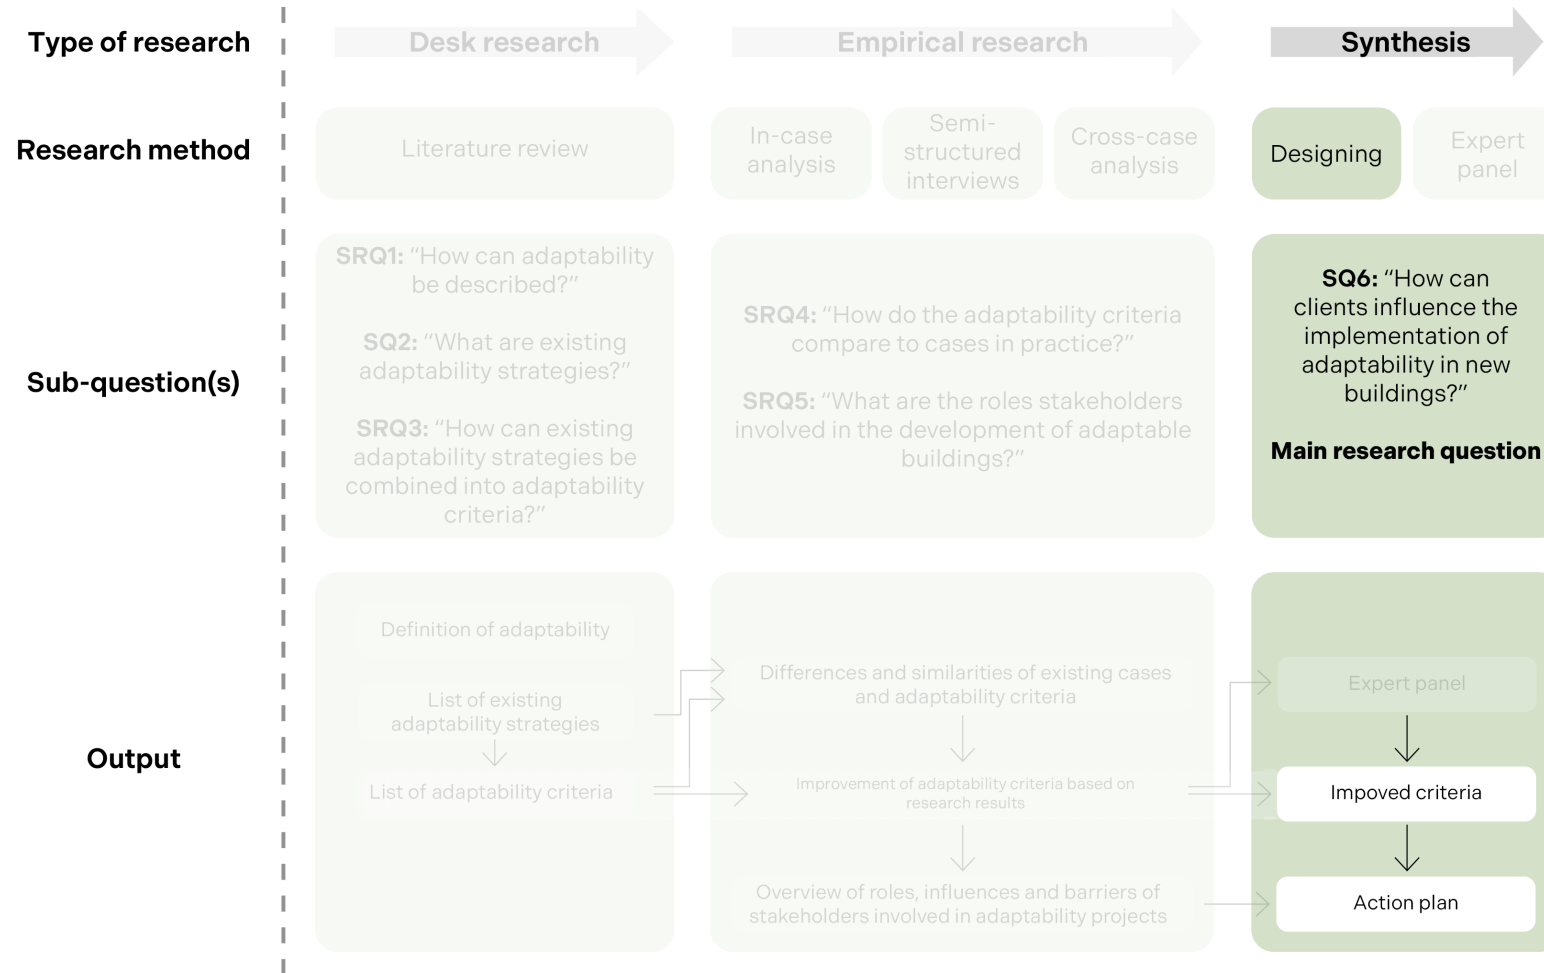 Type of research
Desk research
Empirical research
Synthesis
Research method
Literature review
In-case
analysis
Semi-
structured
interviews
Cross-case
analysis
Designing
Expert
panel
Sub-question(s)
SRQ1: “How can adaptability
be described?”
SQ2: “What are existing
adaptability strategies?”
SRQ3: “How can existing
adaptability strategies be
combined into adaptability
criteria?”
SRQ4: “How do the adaptability criteria
compare to cases in practice?”
SRQ5: “What are the roles stakeholders
involved in the development of adaptable
buildings?”
SQ6: “How can
clients influence the
implementation of
adaptability in new
buildings?”
Main research question
Output
Definition of adaptability
List of existing
adaptability strategies
List of adaptability criteria
Differences and similarities of existing cases
and adaptability criteria
Improvement of adaptability criteria based on
research results
Overview of roles, influences and barriers of
stakeholders involved in adaptability projects
Expert panel
Impoved criteria
Action plan